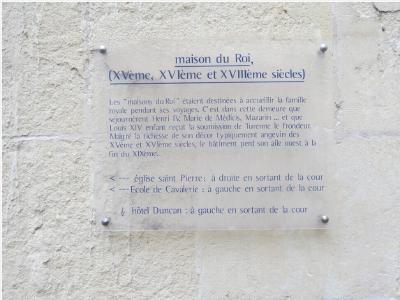 maison du Roi,
(XVème, XVIème et XVIIIème siècles)
Les "maisons du Roi" étaient destinées à accueillir la famille
royale pendant ses voyages. C'est dans cette demeure que
séjournèrent Henri IV, Marie de Médicis, Mazarin ... et que
Louis XIV enfant reçut la soumission de Turenne le frondeur.
Malgré la richesse de son décor typiquement angevin des
XVème et XVIème siècles, le bâtiment perd son aile ouest à la
fin du XIXème.
< --- église saint Pierre: à droite en sortant de la cour
< --- Ecole de Cavalerie : à gauche en sortant de la cour
hôtel Duncan : à gauche en sortant de la cour